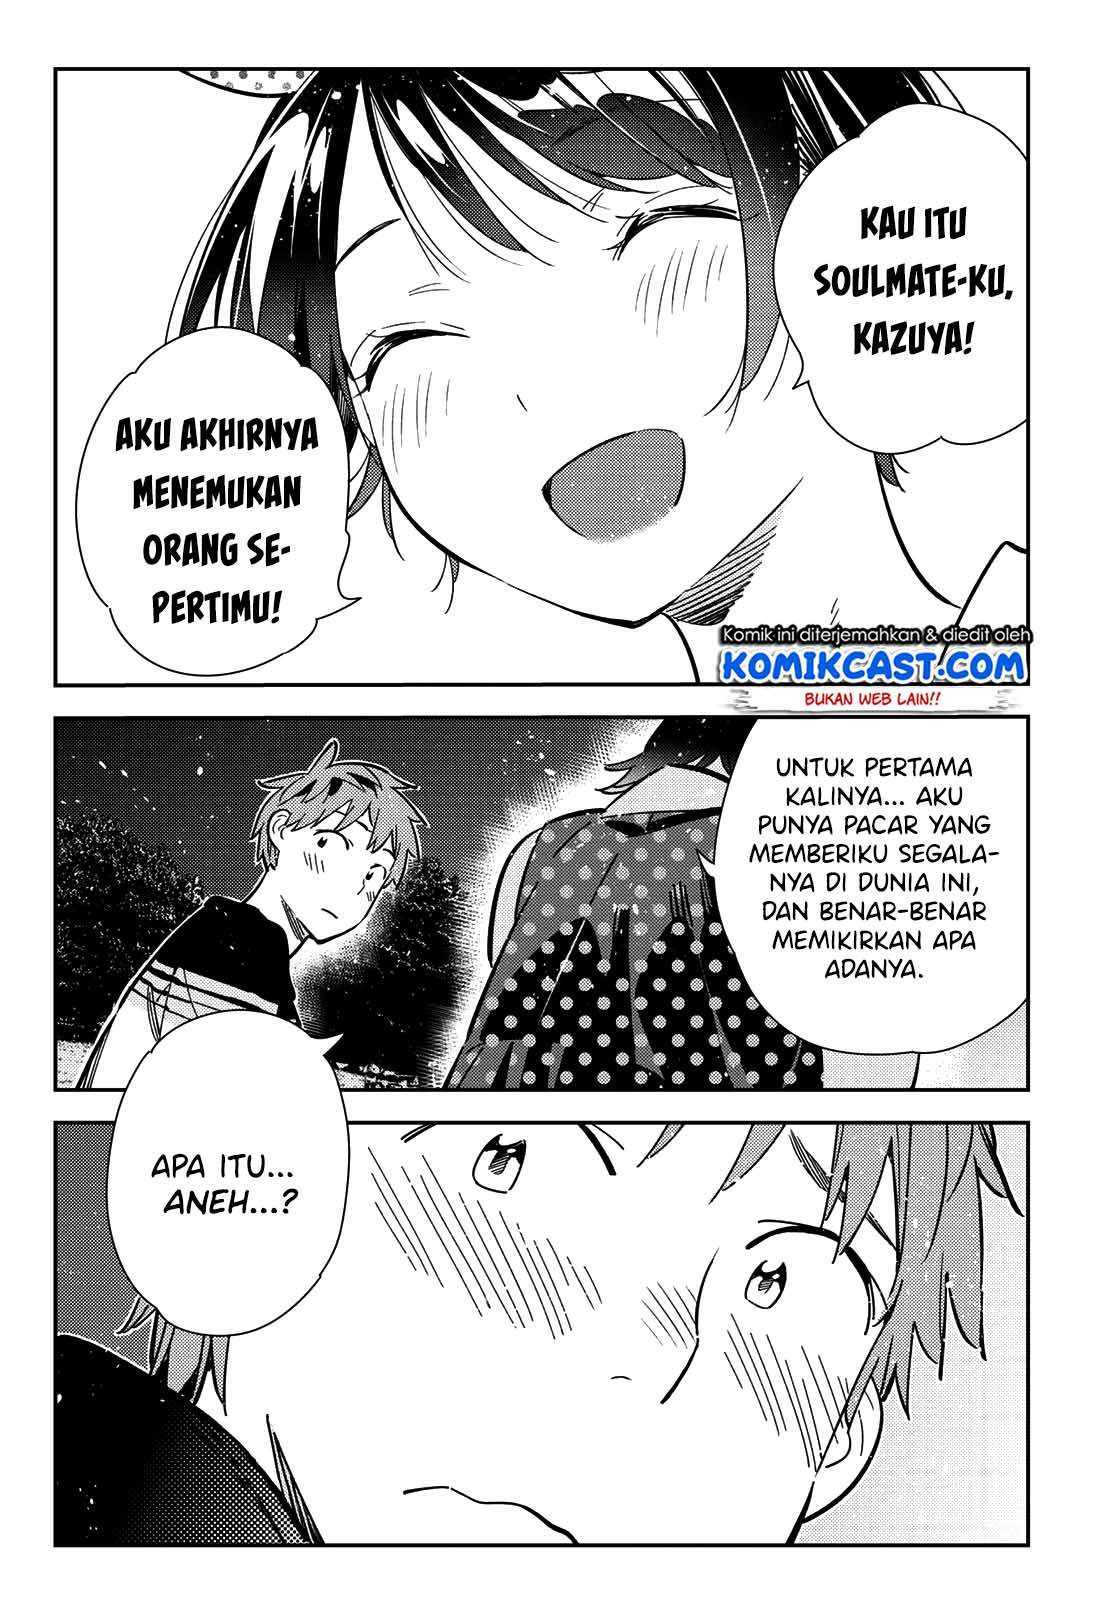 KAU ITU
SOULMATE-KU,
KAZUYA!
AKU AKHIRNYA
MENEMUKAN
ORANG SE-
PERTIMU!
Komik ini diterjemahkan & diedit oleh
KOMIKCAST.COM
BUKAN WEB LAIN!!
UNTUK PERTAMA
KALINYA... AKU
PUNYA PACAR YANG
MEMBERIKU SEGALA-
NYA DI DUNIA INI,
DAN BENAR-BENAR
MEMIKIRKAN APA
ADANYA.
APA ITU...
ANEH...?